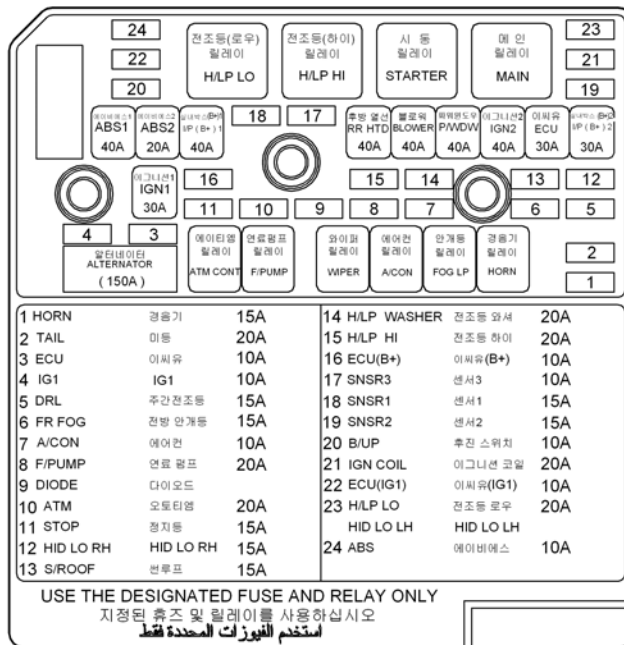 24
22
20
전조등(로우)
릴레이
H/LP LO
전조등(하이)
릴레이
H/LP HI
시 동
릴레이
STARTER
메 인
릴레이
MAIN
23
21
19
에이비에스1
ABS1
40A
에이비에스2
ABS2
20A
I/P (B+) 1
40A
18
17
후방 열선
RR HTD
40A
블로워
BLOWER
40A
파워윈도우
P/WDW
40A
이그니션2
IGN2
40A
이씨유
ECU
30A
I/P (B+) 2
30A
이그니션1
IGN1
30A
16
15
14
13
12
11
10
9
8
7
6
5
4
3
알터네이터
ALTERNATOR
(150A)
에이티엠
릴레이
ATM CONT
연료펌프
릴레이
F/PUMP
와이퍼
릴레이
WIPER
에어컨
릴레이
A/CON
안개등
릴레이
FOG LP
경음기
릴레이
HORN
2
1
1 HORN 경음기 15A
2 TAIL 미등 20A
3 ECU 이씨유 10A
4 IG1 IG1 10A
5 DRL 주간전조등 15A
6 FR FOG 전방 안개등 15A
7 A/CON 에어컨 10A
8 F/PUMP 연료 펌프 20A
9 DIODE 다이오드
10 ATM 오토티엠 20A
11 STOP 정지등 15A
12 HID LO RH HID LO RH 15A
13 S/ROOF 썬루프 15A
14 H/LP WASHER 전조등 와셔 20A
15 H/LP HI 전조등 하이 20A
16 ECU(B+) 이씨유(B+) 10A
17 SNSR3 센서3 10A
18 SNSR1 센서1 15A
19 SNSR2 센서2 15A
20 B/UP 후진 스위치 10A
21 IGN COIL 이그니션 코일 20A
22 ECU(IG1) 이씨유(IG1) 10A
23 H/LP LO 전조등 로우 20A
HID LO LH HID LO LH
24 ABS 에이비에스 10A
USE THE DESIGNATED FUSE AND RELAY ONLY
지정된 휴즈 및 릴레이를 사용하십시오
استخدم الفيوزات المحددة فقط